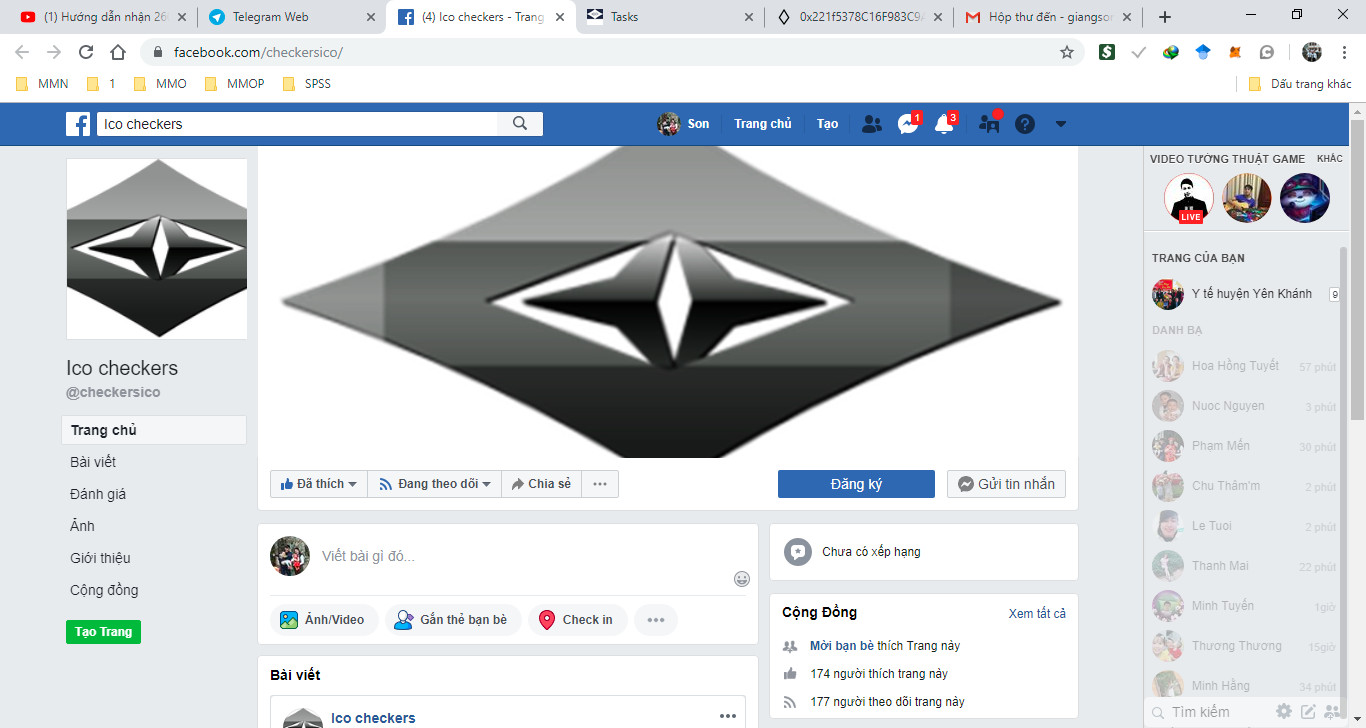 (1) Hướng dẫn nhận 26
Telegram Web
(4) Ico checkers - Trang
Tasks
0x221f5378C16F983C9
Hộp thư đến - giangsor
facebook.com/checkersico/
MMN
1
MMO
MMOP
SPSS
Dấu trang khác
Ico checkers
Son
Trang chủ
Tạo
1
3
Ico checkers
@checkersico
Trang chủ
Bài viết
Đánh giá
Ảnh
Giới thiệu
Cộng đồng
Tạo Trang
Đã thích
Đang theo dõi
Chia sẻ
Đăng ký
Gửi tin nhắn
Viết bài gì đó...
Ảnh/Video
Gắn thẻ bạn bè
Check in
Bài viết
Ico checkers
Chưa có xếp hạng
Cộng Đồng
Xem tất cả
Mời bạn bè thích Trang này
174 người thích trang này
177 người theo dõi trang này
VIDEO TƯỜNG THUẬT GAME
KHÁC
LIVE
TRANG CỦA BẠN
Y tế huyện Yên Khánh
9
DANH BẠ
Hoa Hồng Tuyết 57 phút
Nuoc Nguyen 3 phút
Phạm Mến 30 phút
Chu Thâm'm 2 phút
Le Tuoi 2 phút
Thanh Mai 22 phút
Minh Tuyến 1giờ
Thương Thương 15giờ
Minh Hằng 34 phút
Tìm kiếm